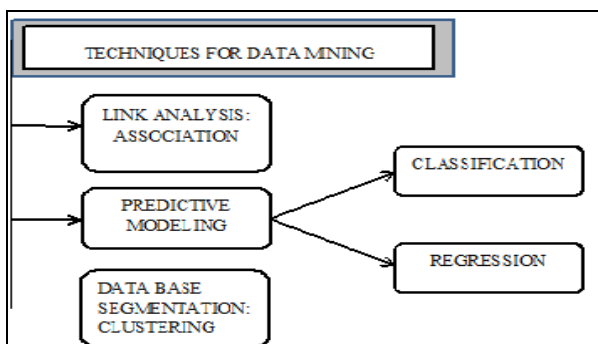 TECHNIQUES FOR DATA MINING
LINK ANALYSIS:
ASSOCIATION
PREDICTIVE
MODELING
CLASSIFICATION
REGRESSION
DATA BASE
SEGMENTATION:
CLUSTERING